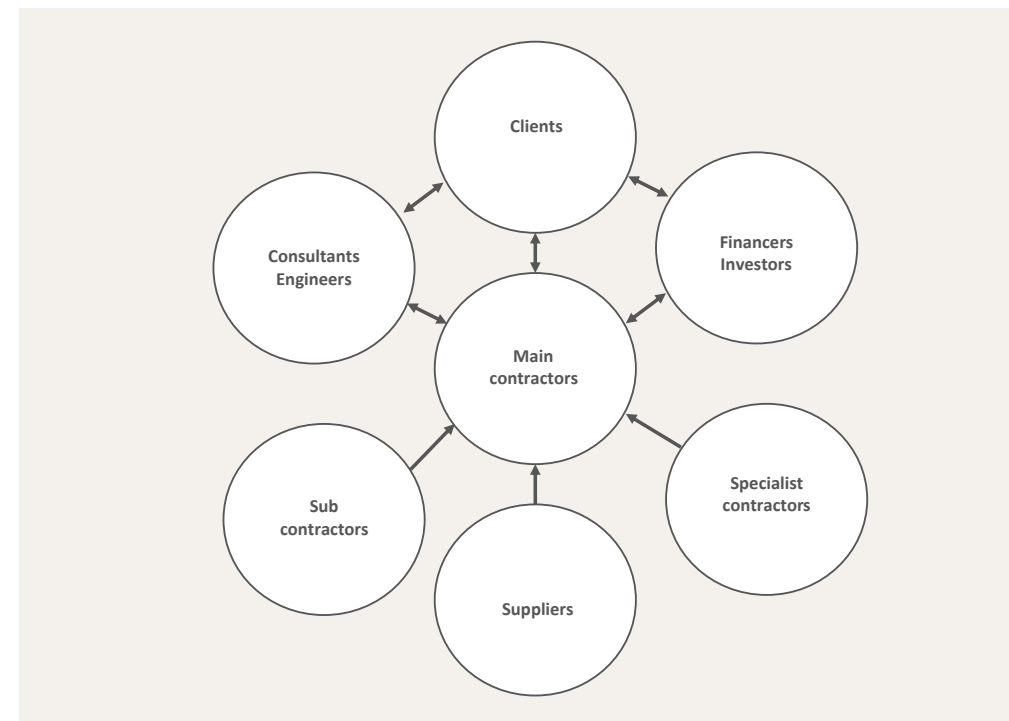 Clients
Consultants
Engineers
Financers
Investors
Main
contractors
Sub
contractors
Specialist
contractors
Suppliers